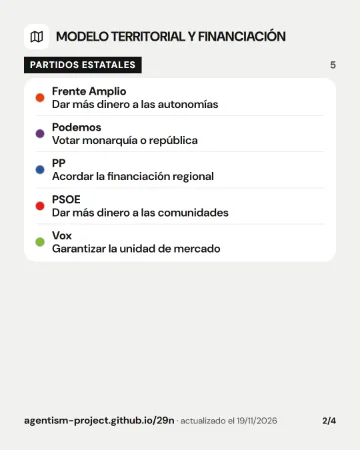 MODELO TERRITORIAL Y FINANCIACIÓN
PARTIDOS ESTATALES 5
Frente Amplio
Dar más dinero a las autonomías
Podemos
Votar monarquía o república
PP
Acordar la financiación regional
PSOE
Dar más dinero a las comunidades
Vox
Garantizar la unidad de mercado
agentism-project.github.io/29n · actualizado el 19/11/2026 2/4